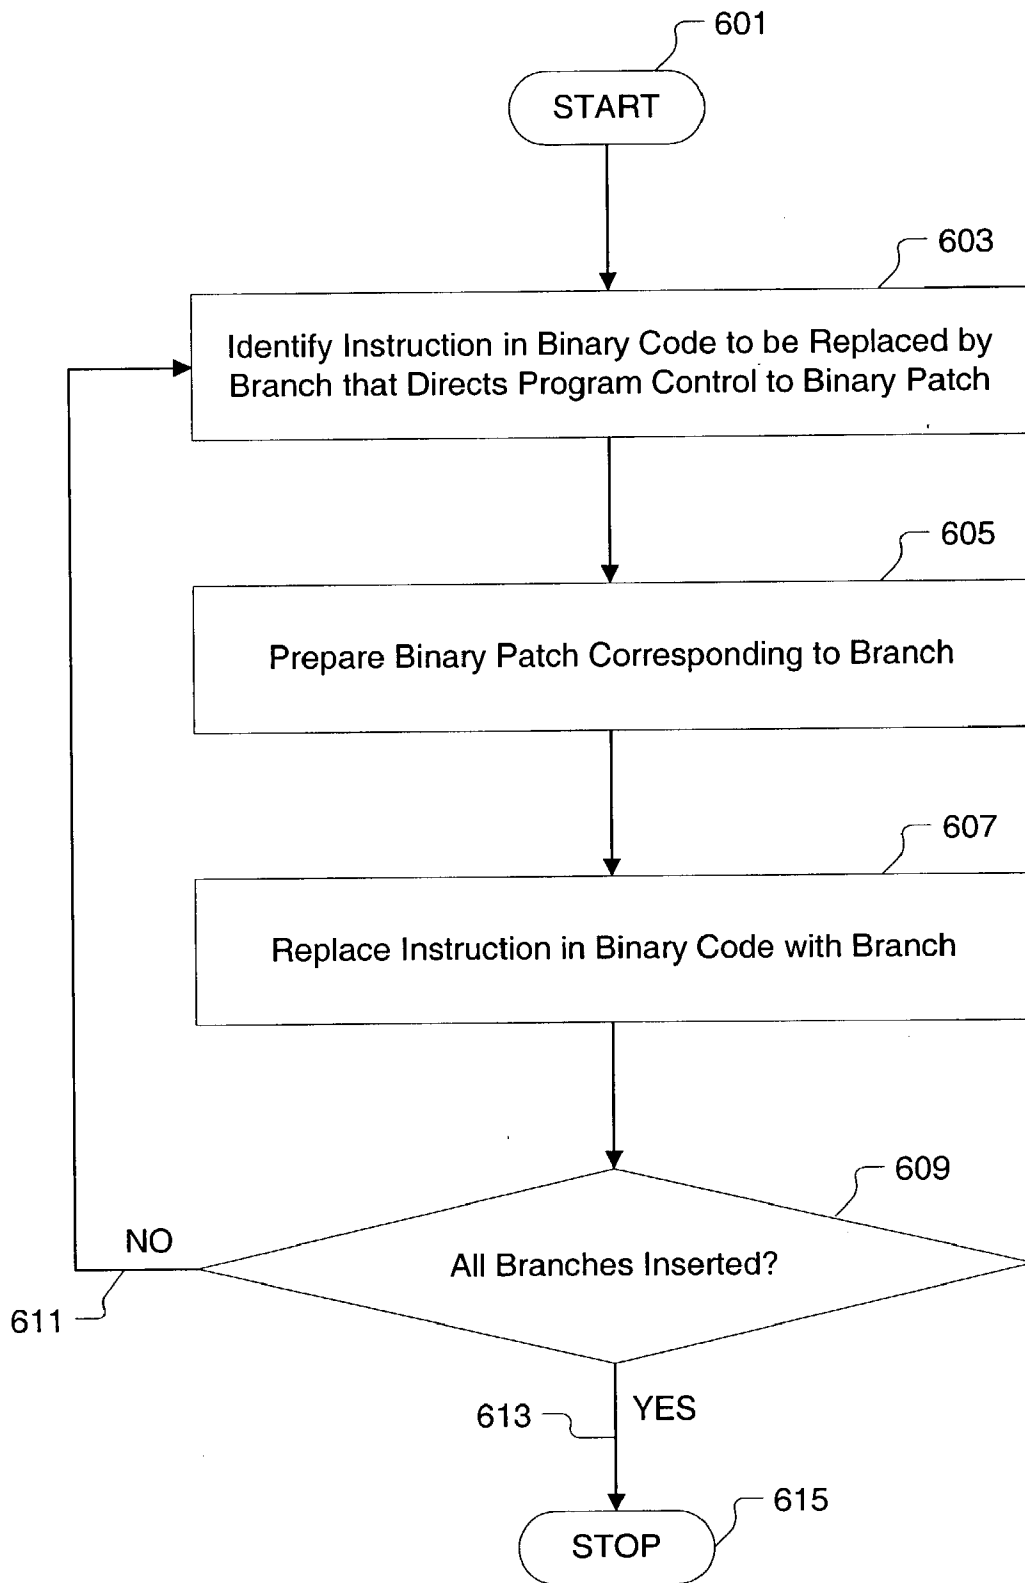 601
START
603
Identify Instruction in Binary Code to be Replaced by
Branch that Directs Program Control to Binary Patch
605
Prepare Binary Patch Corresponding to Branch
607
Replace Instruction in Binary Code with Branch
609
All Branches Inserted?
NO
611
613
YES
615
STOP